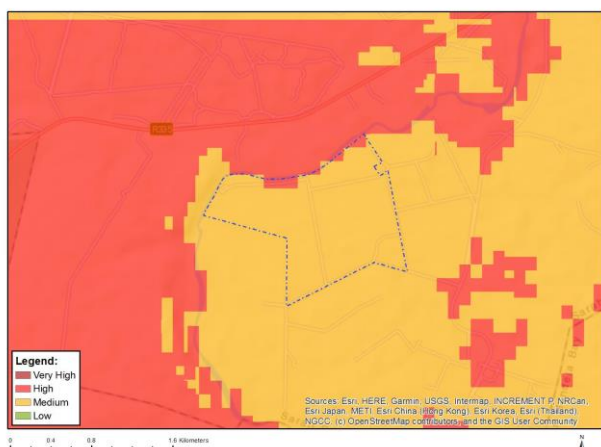 Legend:
Very High
High
Medium
Low
Sources: Esri, HERE, Garmin, USGS, Intermap, INCREMENT P, NRCan,
Esri Japan, METI, Esri China (Hong Kong), Esri Korea, Esri (Thailand),
NGCC, (c) OpenStreetMap contributors, and the GIS User Community
0 0.4 0.8 1.6 Kilometers
N